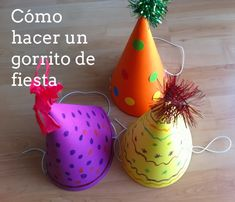 Cómo
hacer un
gorrito de
fiesta